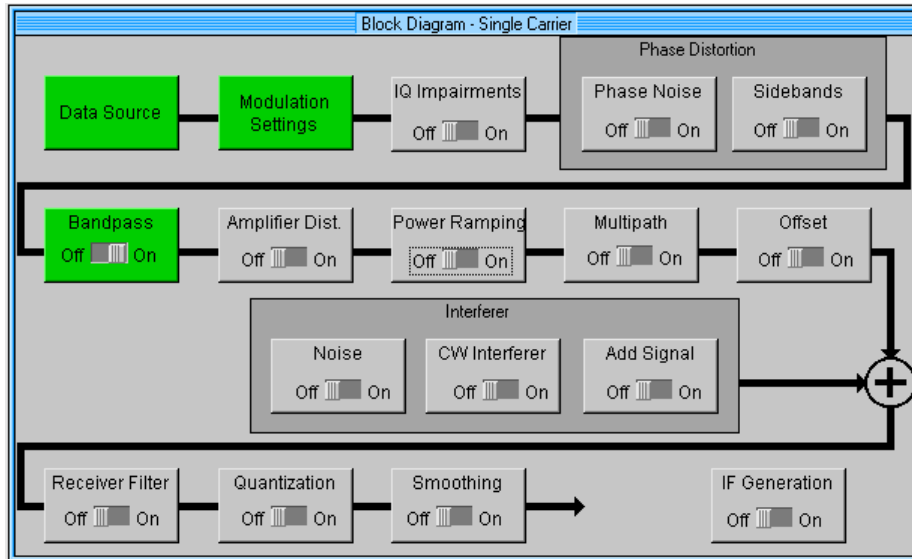 Block Diagram - Single Carrier
Phase Distortion
Data Source
Modulation
Settings
IQ Impairments
Off On
Phase Noise
Off On
Sidebands
Off On
Bandpass
Off On
Amplifier Dist.
Off On
Power Ramping
Off On
Multipath
Off On
Offset
Off On
Interferer
Noise
Off On
CW Interferer
Off On
Add Signal
Off On
Receiver Filter
Off On
Quantization
Off On
Smoothing
Off On
IF Generation
Off On